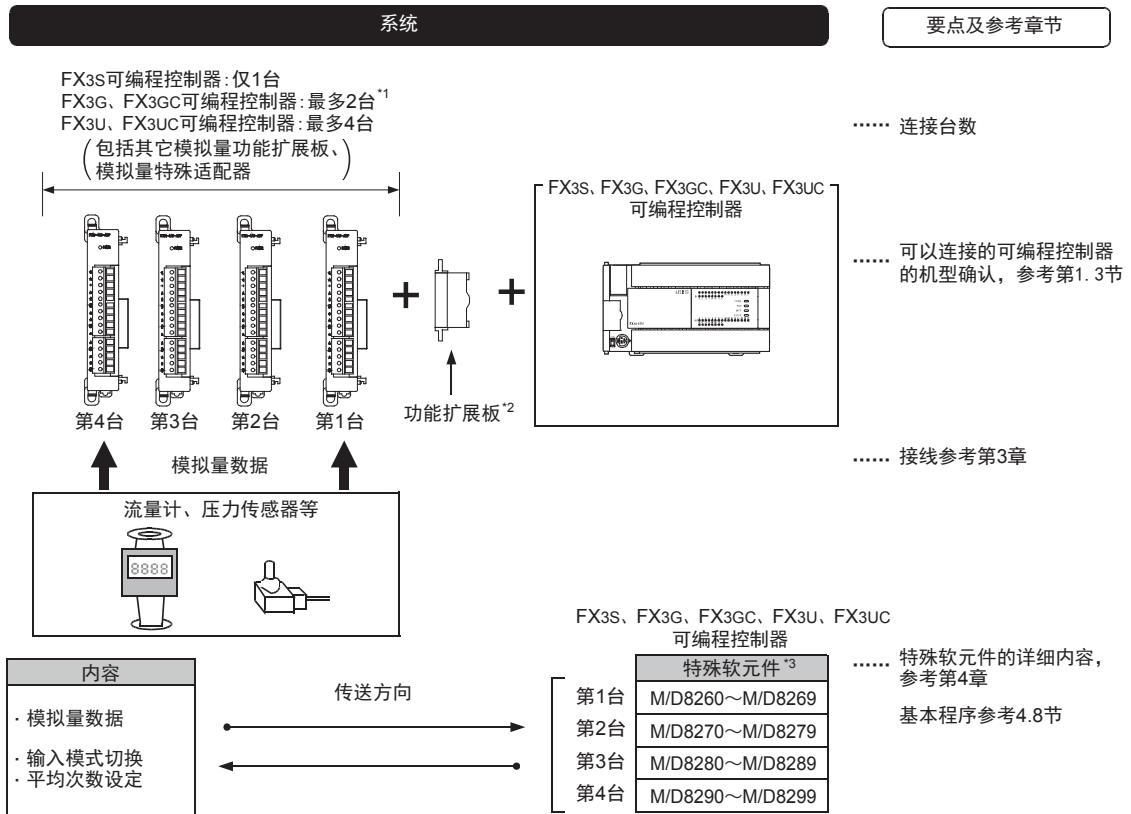 系统
要点及参考章节
FX3S可编程控制器:仅1台
FX3G、FX3GC可编程控制器:最多2台*1
FX3U、FX3UC可编程控制器:最多4台
(包括其它模拟量功能扩展板、
模拟量特殊适配器)
…… 连接台数
FX3S、FX3G、FX3GC、FX3U、FX3UC
可编程控制器
…… 可以连接的可编程控制器
的机型确认，参考第1.3节
+
+
第4台
第3台
第2台
第1台
功能扩展板*2
模拟量数据
…… 接线参考第3章
流量计、压力传感器等
8888
FX3S、FX3G、FX3GC、FX3U、FX3UC
可编程控制器
内容
传送方向
特殊软元件*3
…… 特殊软元件的详细内容，
参考第4章
基本程序参考4.8节
·模拟量数据
·输入模式切换
·平均次数设定
第1台 M/D8260～M/D8269
第2台 M/D8270～M/D8279
第3台 M/D8280～M/D8289
第4台 M/D8290～M/D8299